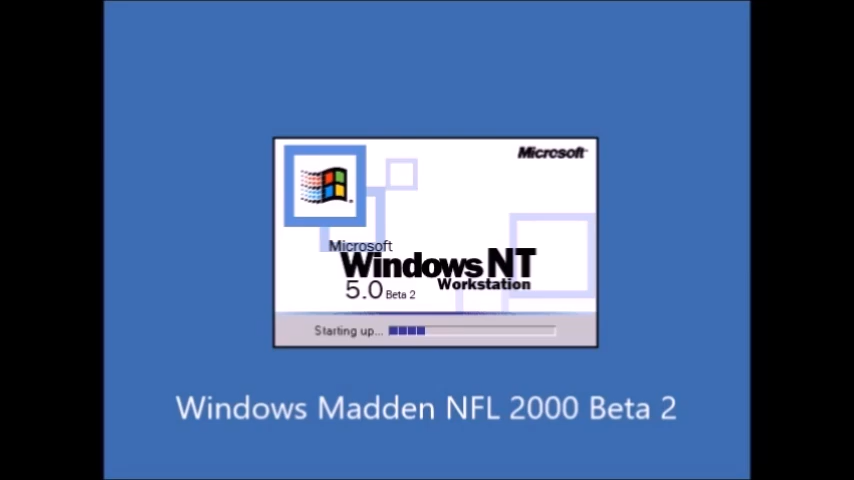 Microsoft
Microsoft
Windows NT
Workstation
5.0 Beta 2
Starting up...
Windows Madden NFL 2000 Beta 2